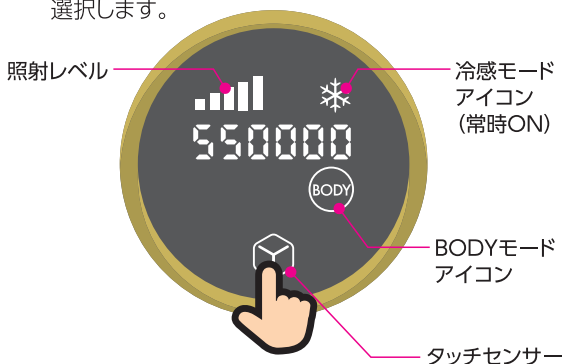 選択します。
照射レベル
冷感モード
アイコン
（常時ON）
550000
BODY
BODYモード
アイコン
タッチセンサー